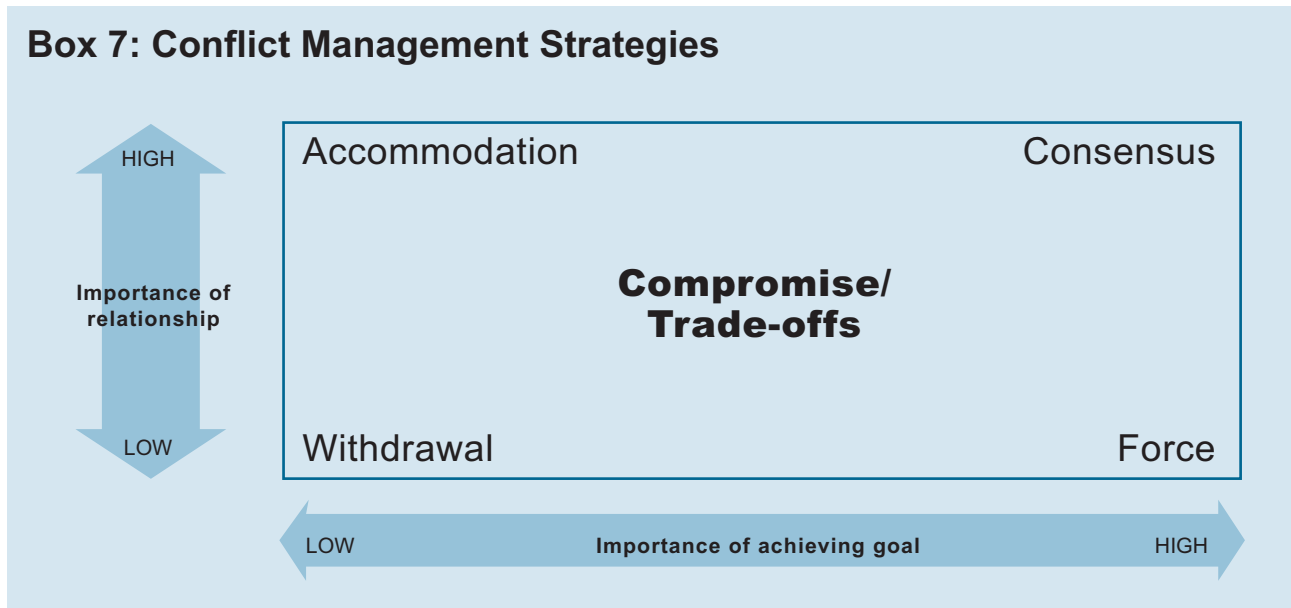 Box 7: Conflict Management Strategies
HIGH
Importance of
relationship
LOW
Accommodation
Consensus
Compromise/
Trade-offs
Withdrawal
Force
LOW
Importance of achieving goal
HIGH